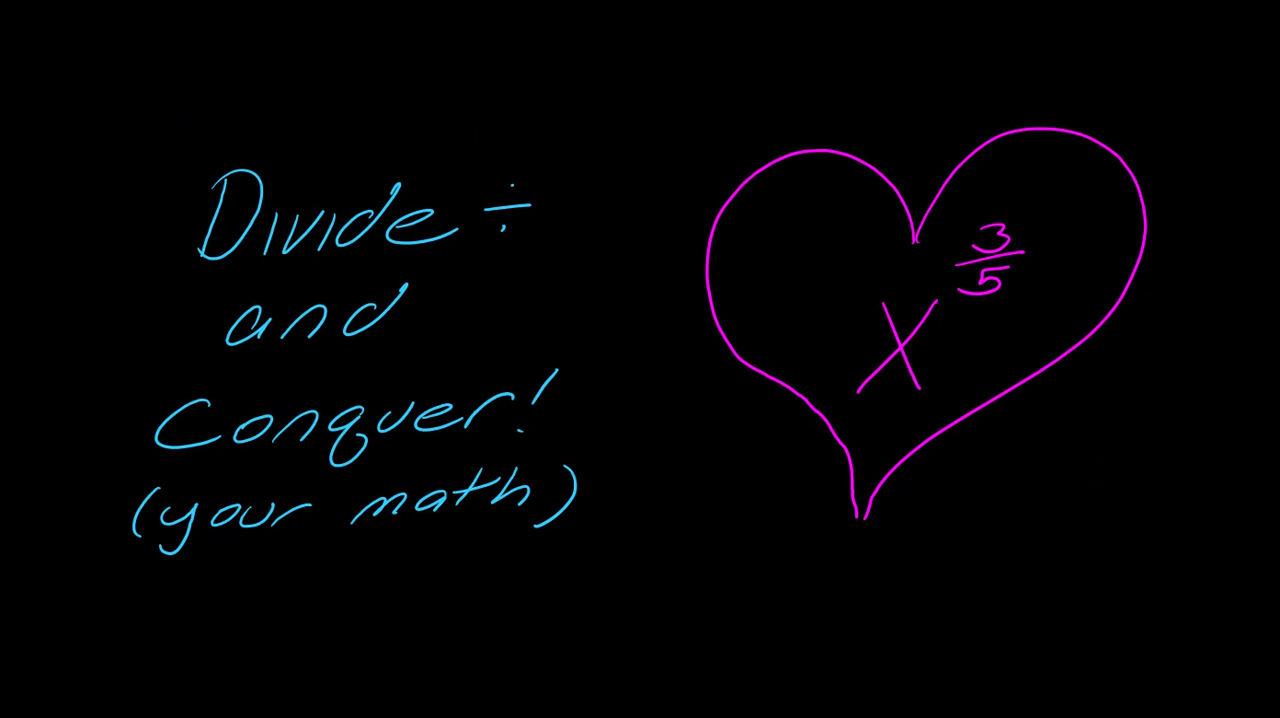 Divide ÷
and
Conquer!
(your math)
x^3/5